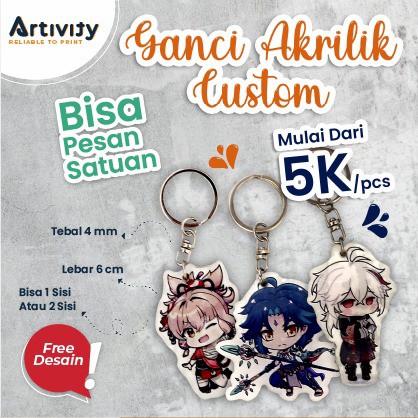 Artivity
RELIABLE TO PRINT
Ganci Akrilik
Custom
Bisa
Pesan
Satuan
Mulai Dari
5K/pcs
Tebal 4 mm
Lebar 6 cm
Bisa 1 Sisi
Atau 2 Sisi
Free
Desain
!